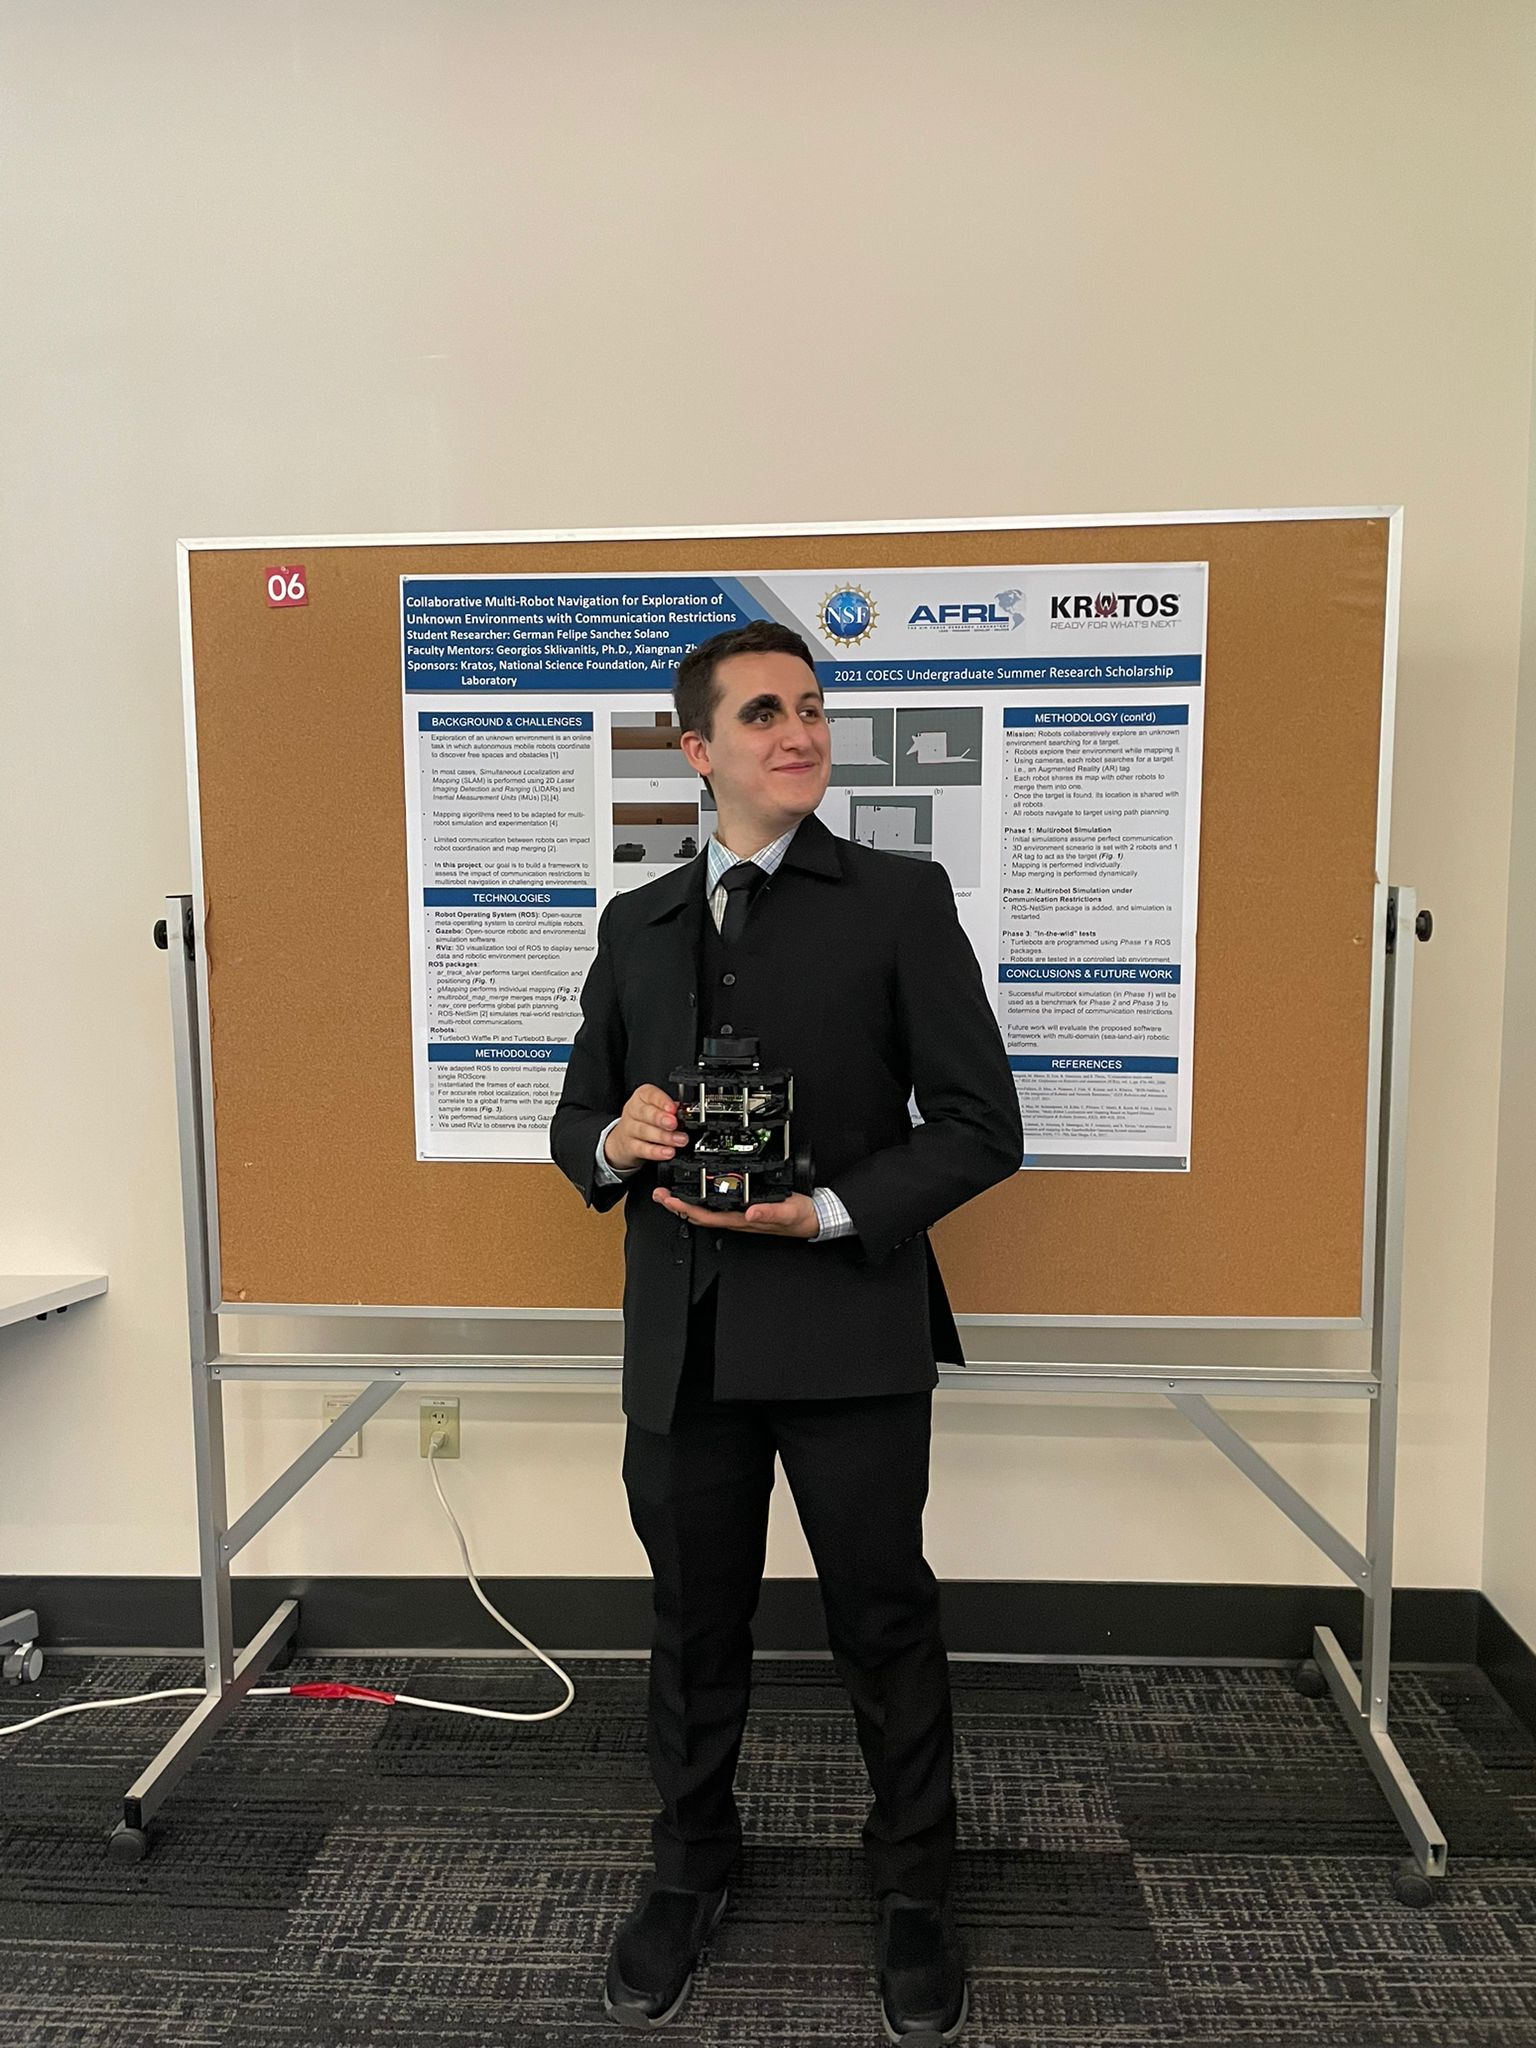 06
Collaborative Multi-Robot Navigation for Exploration of
Unknown Environments with Communication Restrictions
Student Researcher: German Felipe Sanchez Solano
Faculty Mentors: Georgios Sklivanitis, Ph.D., Xiangnan
Sponsors: Kratos, National Science Foundation, Air
Laboratory
NSF
AFRL
KRATOS
READY FOR WHAT'S NEXT
2021 COECS Undergraduate Summer Research Scholarship
BACKGROUND & CHALLENGES
• Exploration of an unknown environment is an online
task in which autonomous mobile robots coordinate
to discover free spaces and obstacles [1].
• In most cases, Simultaneous Localization and
Mapping (SLAM) is performed using 2D Laser
Imaging Detection and Ranging (LIDARs) and
Inertial Measurement Units (IMUs) [3],[4].
• Mapping algorithms need to be adapted for multi-
robot simulation and experimentation [4].
• Limited communication between robots can impact
robot coordination and map merging [2].
• In this project, our goal is to build a framework to
assess the impact of communication restrictions to
multirobot navigation in challenging environments.
TECHNOLOGIES
• Robot Operating System (ROS): Open-source
meta-operating system to control multiple robots.
• Gazebo: Open-source robotic and environmental
simulation software.
• RViz: 3D visualization tool of ROS to display sensor
data and robotic environment perception.
ROS packages:
• ar_track_alvar performs target identification and
positioning (Fig. 1).
• gMapping performs individual mapping (Fig. 2).
• multirobot_map_merge merges maps (Fig. 2).
• nav_core performs global path planning.
• ROS-NetSim [2] simulates real-world restrictions
multi-robot communications.
Robots:
• Turtlebot3 Waffle Pi and Turtlebot3 Burger
METHODOLOGY
• We adapted ROS to control multiple robots
single ROScore
Instantiated the frames of each robot.
For accurate robot localization, robot
correlate to a global frame with the
sample rates (Fig. 3).
• We performed simulations using
• We used RViz to observe the robots'
(a)
(c)
(a)
(b)
robot
METHODOLOGY (cont'd)
Mission: Robots collaboratively explore an unknown
environment searching for a target.
• Robots explore their environment while mapping it.
• Using cameras, each robot searches for a target
i.e., an Augmented Reality (AR) tag.
• Each robot shares its map with other robots to
merge them into one.
• Once the target is found, its location is shared with
all robots.
• All robots navigate to target using path planning.
Phase 1: Multirobot Simulation
• Initial simulations assume perfect communication
• 3D environment scneario is set with 2 robots and 1
AR tag to act as the target (Fig. 1)
• Mapping is performed individually.
• Map merging is performed dynamically.
Phase 2: Multirobot Simulation under
Communication Restrictions
• ROS-NetSim package is added, and simulation is
restarted.
Phase 3: "In-the-wild" tests
• Turtlebots are programmed using Phase 1's ROS
packages.
• Robots are tested in a controlled lab environment.
CONCLUSIONS & FUTURE WORK
• Successful multirobot simulation (in Phase 1) will be
used as a benchmark for Phase 2 and Phase 3 to
determine the impact of communication restrictions.
• Future work will evaluate the proposed software
framework with multi-domain (sea-land-air) robotic
platforms.
REFERENCES